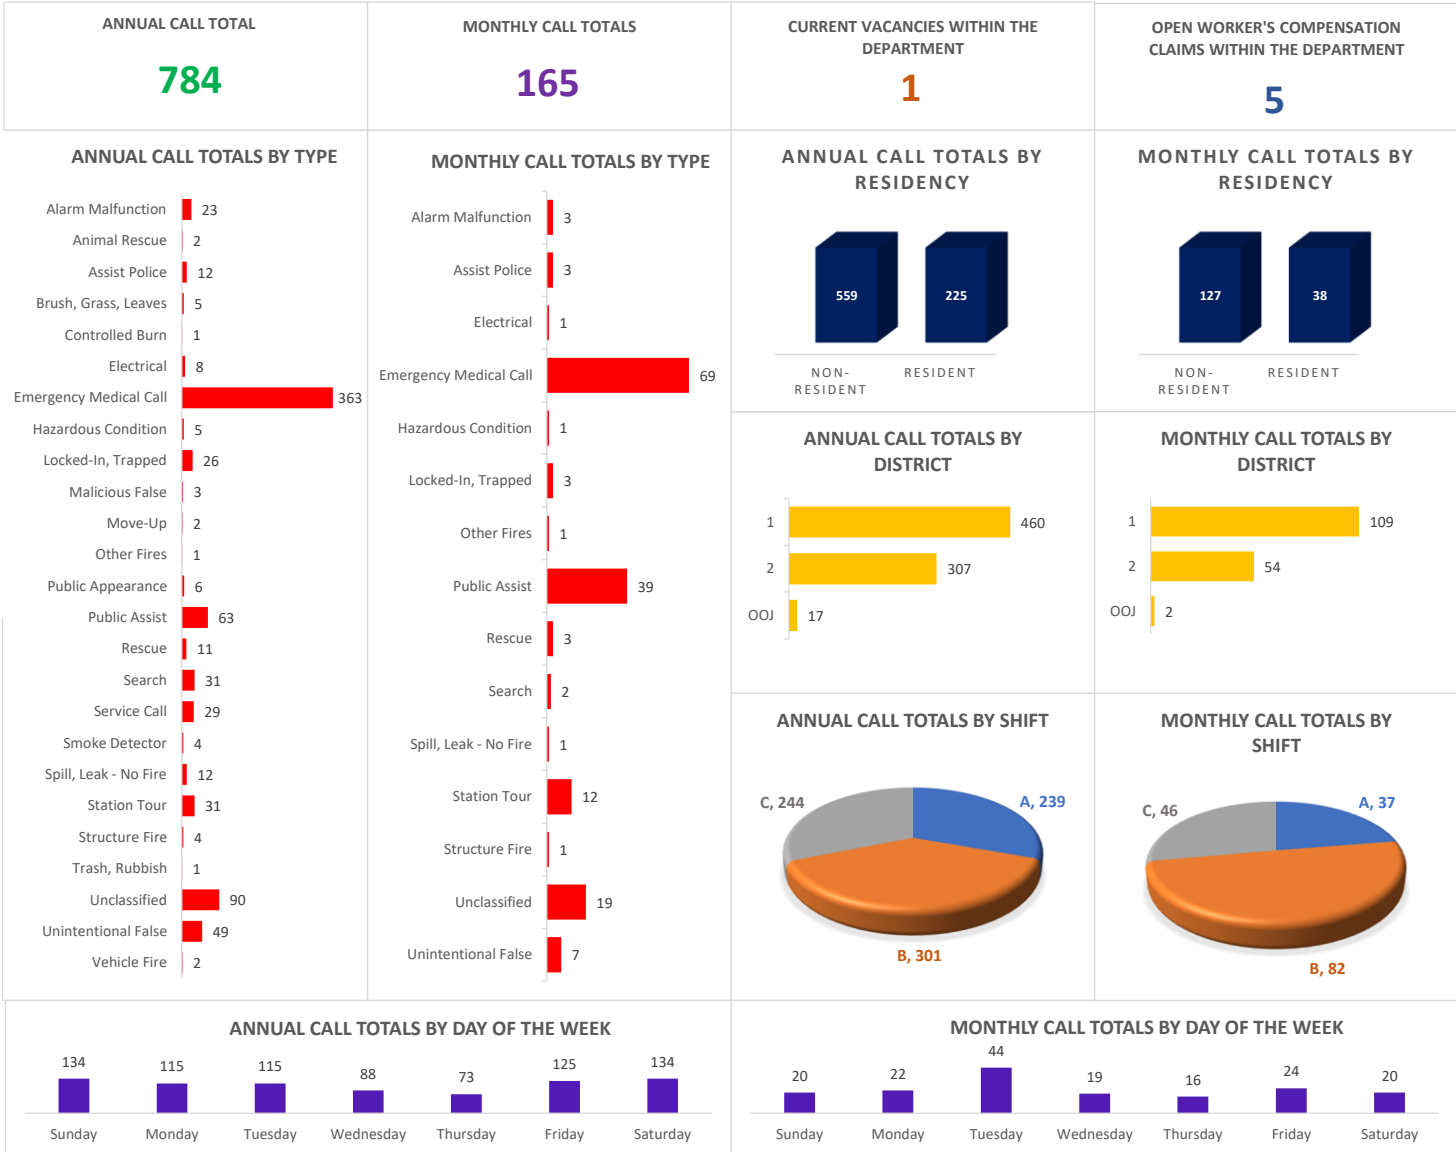 ANNUAL CALL TOTAL
784
MONTHLY CALL TOTALS
165
CURRENT VACANCIES WITHIN THE
DEPARTMENT
1
OPEN WORKER'S COMPENSATION
CLAIMS WITHIN THE DEPARTMENT
5
ANNUAL CALL TOTALS BY TYPE
Alarm Malfunction 23
Animal Rescue 2
Assist Police 12
Brush, Grass, Leaves 5
Controlled Burn 1
Electrical 8
Emergency Medical Call 363
Hazardous Condition 5
Locked-In, Trapped 26
Malicious False 3
Move-Up 2
Other Fires 1
Public Appearance 6
Public Assist 63
Rescue 11
Search 31
Service Call 29
Smoke Detector 4
Spill, Leak - No Fire 12
Station Tour 31
Structure Fire 4
Trash, Rubbish 1
Unclassified 90
Unintentional False 49
Vehicle Fire 2
MONTHLY CALL TOTALS BY TYPE
Alarm Malfunction 3
Assist Police 3
Electrical 1
Emergency Medical Call 69
Hazardous Condition 1
Locked-In, Trapped 3
Other Fires 1
Public Assist 39
Rescue 3
Search 2
Spill, Leak - No Fire 1
Station Tour 12
Structure Fire 1
Unclassified 19
Unintentional False 7
ANNUAL CALL TOTALS BY
RESIDENCY
559 225
NON-
RESIDENT
RESIDENT
MONTHLY CALL TOTALS BY
RESIDENCY
127 38
NON-
RESIDENT
RESIDENT
ANNUAL CALL TOTALS BY
DISTRICT
1 460
2 307
OOJ 17
MONTHLY CALL TOTALS BY
DISTRICT
1 109
2 54
OOJ 2
ANNUAL CALL TOTALS BY SHIFT
C, 244
A, 239
B, 301
MONTHLY CALL TOTALS BY
SHIFT
C, 46
A, 37
B, 82
ANNUAL CALL TOTALS BY DAY OF THE WEEK
134 115 115 88 73 125 134
Sunday Monday Tuesday Wednesday Thursday Friday Saturday
MONTHLY CALL TOTALS BY DAY OF THE WEEK
20 22 44 19 16 24 20
Sunday Monday Tuesday Wednesday Thursday Friday Saturday